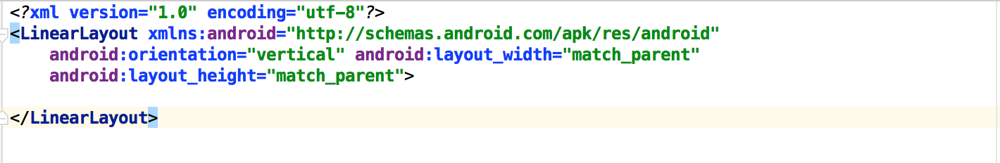 <?xml version="1.0" encoding="utf-8"?>
<LinearLayout xmlns:android="http://schemas.android.com/apk/res/android"
    android:orientation="vertical" android:layout_width="match_parent"
    android:layout_height="match_parent">
</LinearLayout>